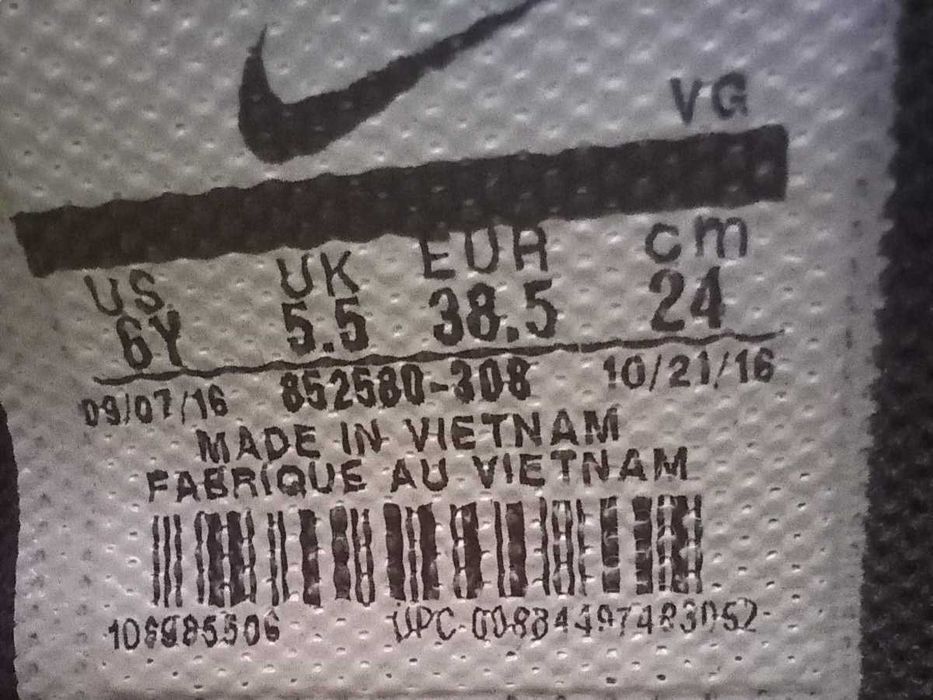 VG
US UK EUR cm
6Y 5.5 38.5 24
09/07/16 852580-308 10/21/16
MADE IN VIETNAM
FABRIQUE AU VIETNAM
106985506 UPC-00884497483052